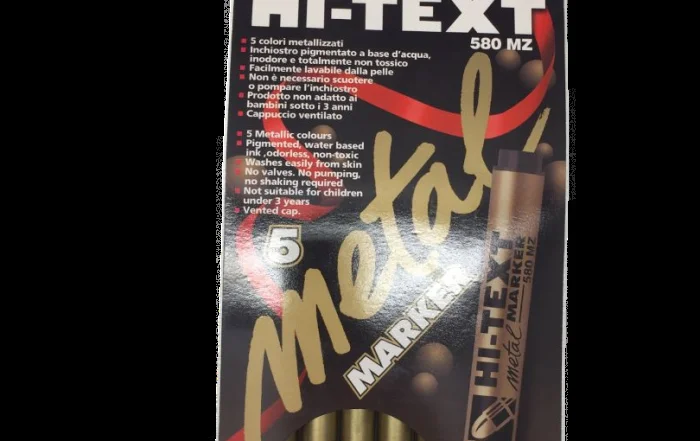 HI-TEXT
580 MZ
5 colori metallizzati
Inchiostro pigmentato a base d'acqua,
inodore e totalmente non tossico
Facilmente lavabile dalla pelle
Non è necessario scuotere
o pompare l'inchiostro
Prodotto non adatto ai
bambini sotto i 3 anni
Cappuccio ventilato
5 Metallic colours
Pigmented, water based
ink ,odorless, non-toxic
Washes easily from skin
No valves. No pumping,
no shaking required
Not suitable for children
under 3 years
Vented cap.
5
Metal
MARKER
HI-TEXT
metal MARKER
580 MZ